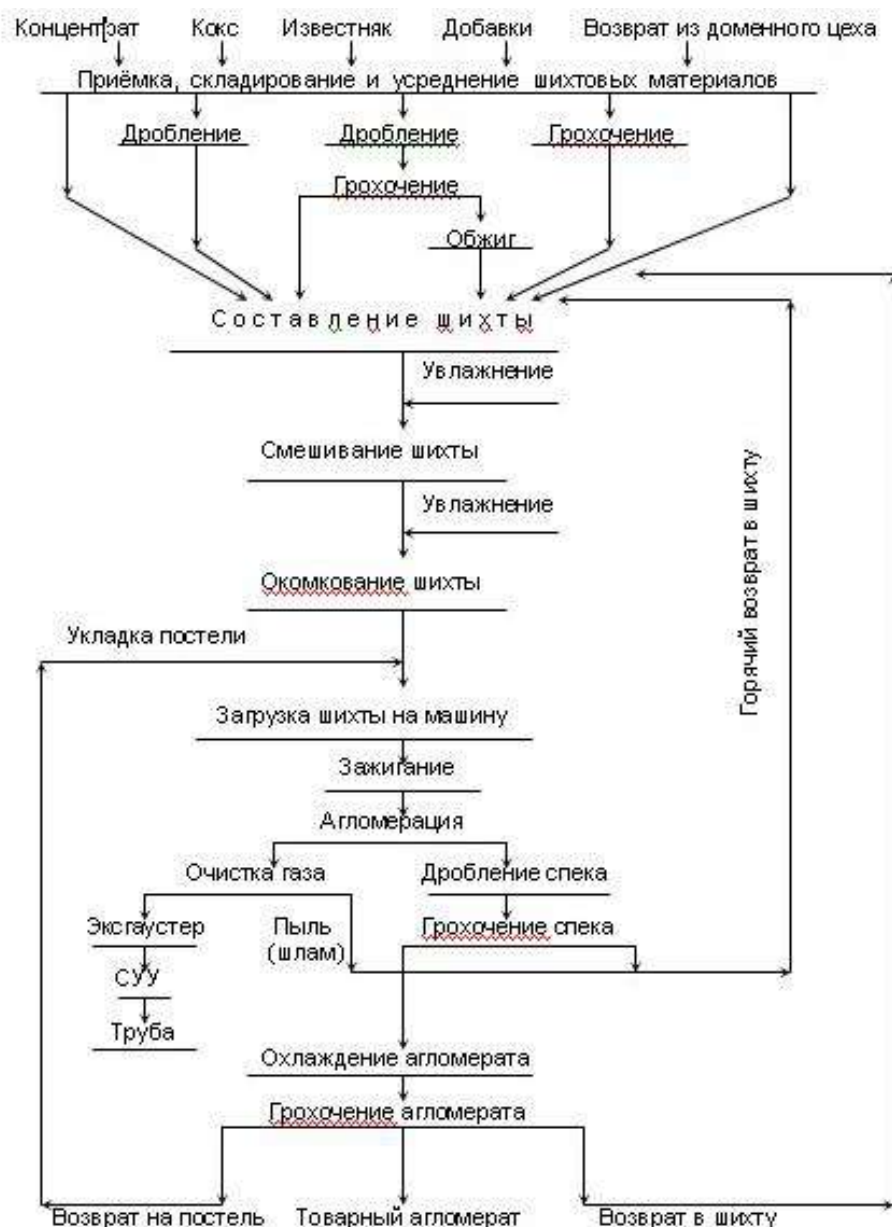 Концентрат Кокс Известняк Добавки Возврат из доменного цеха
Приёмка, складирование и усреднение шихтовых материалов
Дробление Дробление Грохочение
Грохочение
Обжиг
Составление шихты
Увлажнение
Смешивание шихты
Увлажнение
Окомкование шихты
Укладка постели
Горячий возврат в шихту
Загрузка шихты на машину
Зажигание
Агломерация
Очистка газа Дробление спека
Эксгаустер Пыль Грохочение спека
(шлам)
СУУ
Труба
Охлаждение агломерата
Грохочение агломерата
Возврат на постель Товарный агломерат Возврат в шихту